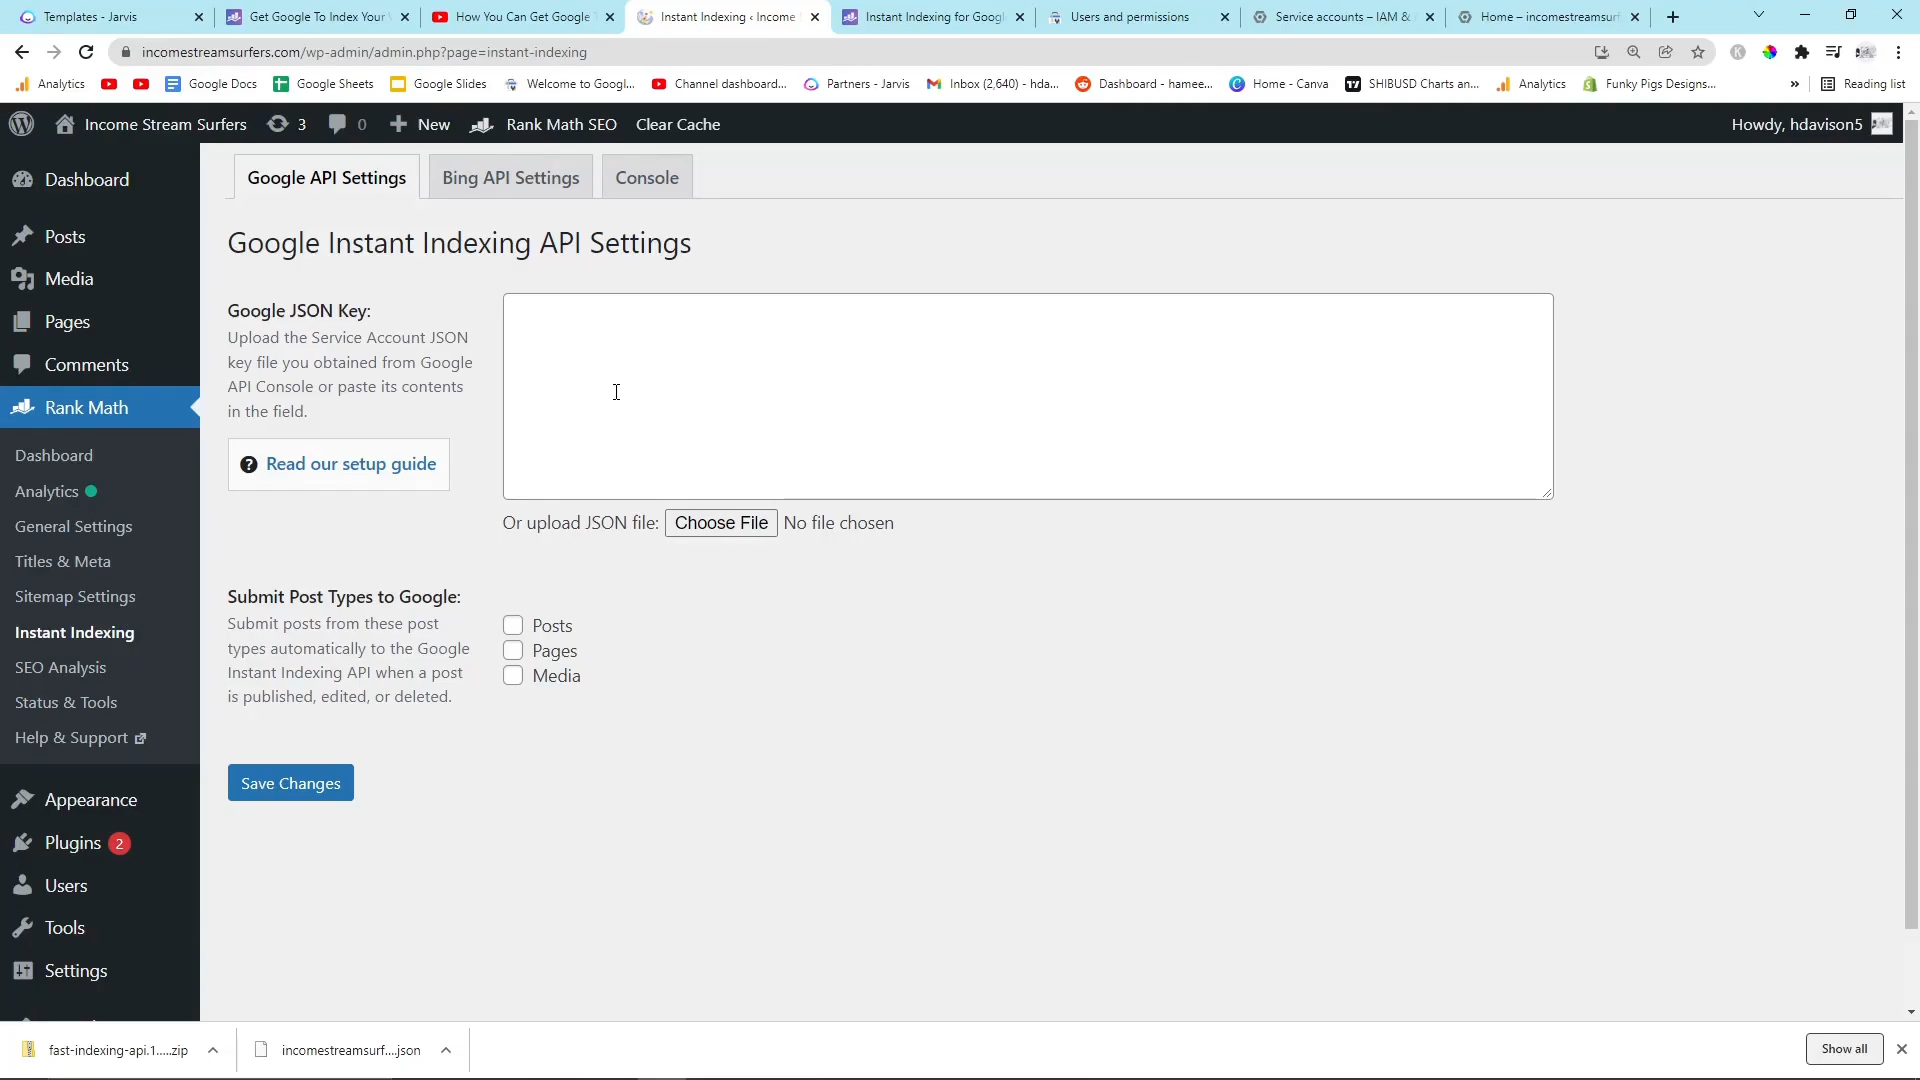 Templates - Jarvis
Get Google To Index Your
How You Can Get Google
Instant Indexing ‹ Income
Instant Indexing for Googl
Users and permissions
Service accounts – IAM &
Home – incomestreamsurf
incomestreamsurfers.com/wp-admin/admin.php?page=instant-indexing
Analytics
Google Docs
Google Sheets
Google Slides
Welcome to Googl...
Channel dashboard...
Partners - Jarvis
Inbox (2,640) - hda...
Dashboard - hamee...
Home - Canva
SHIBUSD Charts an...
Analytics
Funky Pigs Designs...
»
Reading list
Income Stream Surfers
3
0
New
Rank Math SEO
Clear Cache
Howdy, hdavison5
Dashboard
Posts
Media
Pages
Comments
Rank Math
Dashboard
Analytics
General Settings
Titles & Meta
Sitemap Settings
Instant Indexing
SEO Analysis
Status & Tools
Help & Support
Appearance
Plugins 2
Users
Tools
Settings
Google API Settings
Bing API Settings
Console
Google Instant Indexing API Settings
Google JSON Key:
Upload the Service Account JSON
key file you obtained from Google
API Console or paste its contents
in the field.
Read our setup guide
Or upload JSON file: Choose File No file chosen
Submit Post Types to Google:
Submit posts from these post
types automatically to the Google
Instant Indexing API when a post
is published, edited, or deleted.
Posts
Pages
Media
Save Changes
fast-indexing-api.1.....zip
incomestreamsurf....json
Show all